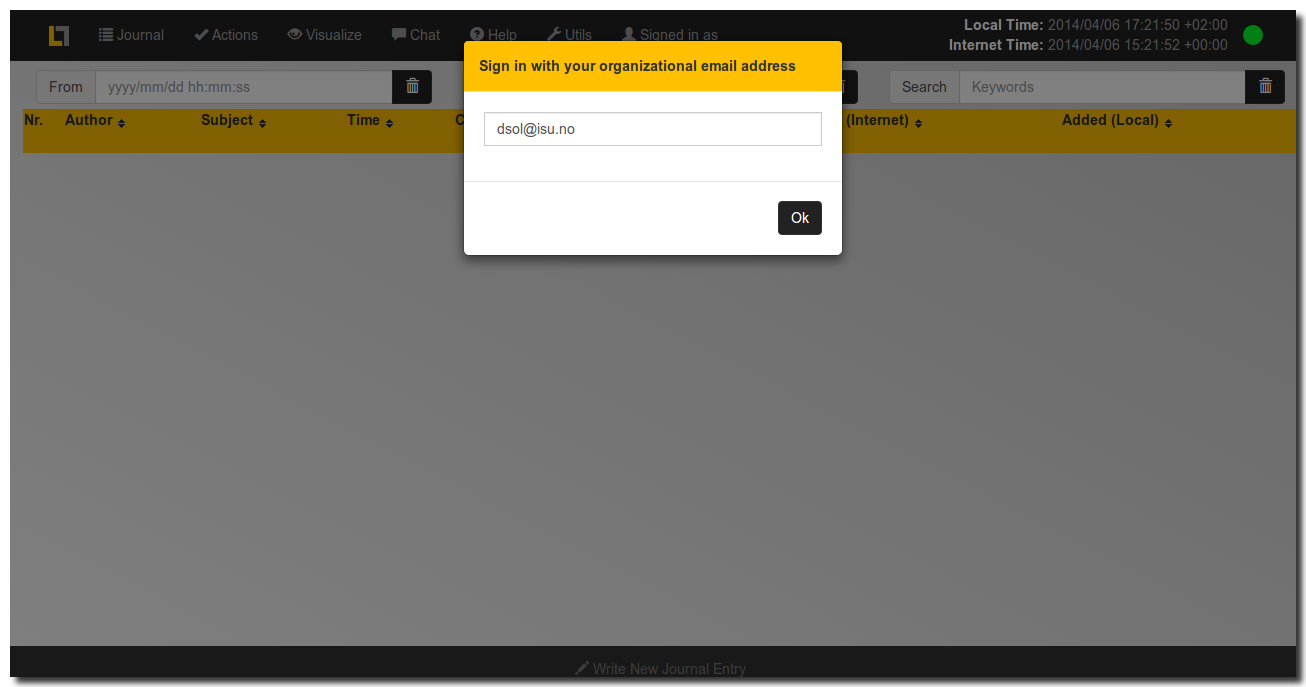 Journal Actions Visualize Chat Help Utils Signed in as
Local Time: 2014/04/06 17:21:50 +02:00
Internet Time: 2014/04/06 15:21:52 +00:00
Sign in with your organizational email address
dsol@isu.no
Ok
From yyyy/mm/dd hh:mm:ss Search Keywords
Nr. Author Subject Time C (Internet) Added (Local)
Write New Journal Entry